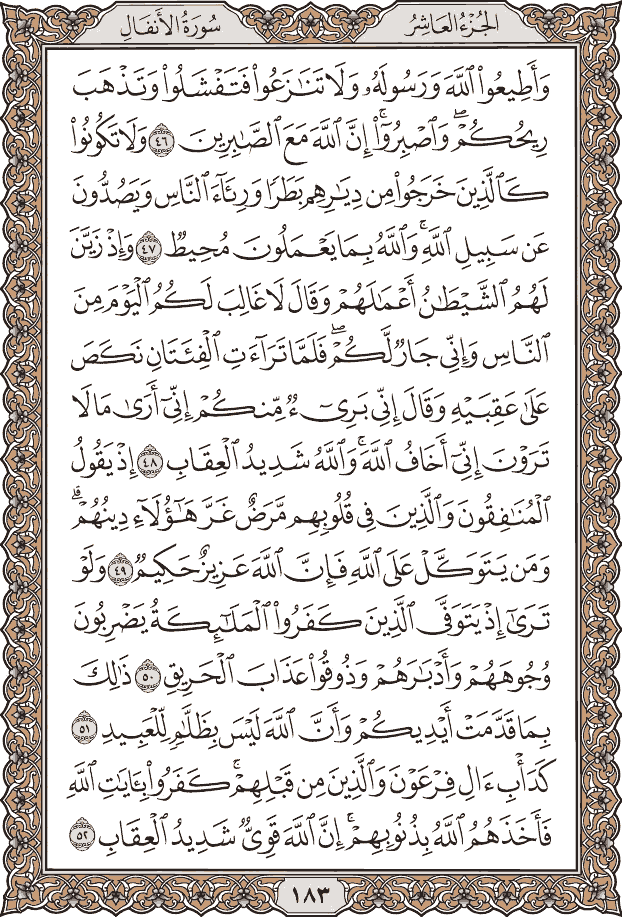 الجُزْءُ العَاشِرُ
سُورَةُ الأَنفَالِ
وَأَطِيعُوا۟ ٱللَّهَ وَرَسُولَهُۥ وَلَا تَنَٰزَعُوا۟ فَتَفْشَلُوا۟ وَتَذْهَبَ
رِيحُكُمْ ۖ وَٱصْبِرُوٓا۟ ۚ إِنَّ ٱللَّهَ مَعَ ٱلصَّٰبِرِينَ ٤٦ وَلَا تَكُونُوا۟
كَٱلَّذِينَ خَرَجُوا۟ مِن دِيَٰرِهِم بَطَرًا وَرِئَآءَ ٱلنَّاسِ وَيَصُدُّونَ
عَن سَبِيلِ ٱللَّهِ ۚ وَٱللَّهُ بِمَا يَعْمَلُونَ مُحِيطٌ ٤٧ وَإِذْ زَيَّنَ
لَهُمُ ٱلشَّيْطَٰنُ أَعْمَٰلَهُمْ وَقَالَ لَا غَالِبَ لَكُمُ ٱلْيَوْمَ مِنَ
ٱلنَّاسِ وَإِنِّى جَارٌ لَّكُمْ ۖ فَلَمَّا تَرَآءَتِ ٱلْفِئَتَانِ نَكَصَ
عَلَىٰ عَقِبَيْهِ وَقَالَ إِنِّى بَرِىٓءٌ مِّنكُمْ إِنِّىٓ أَرَىٰ مَا لَا
تَرَوْنَ إِنِّىٓ أَخَافُ ٱللَّهَ ۚ وَٱللَّهُ شَدِيدُ ٱلْعِقَابِ ٤٨ إِذْ يَقُولُ
ٱلْمُنَٰفِقُونَ وَٱلَّذِينَ فِى قُلُوبِهِم مَّرَضٌ غَرَّ هَٰٓؤُلَآءِ دِينُهُمْ ۗ
وَمَن يَتَوَكَّلْ عَلَى ٱللَّهِ فَإِنَّ ٱللَّهَ عَزِيزٌ حَكِيمٌ ٤٩ وَلَوْ
تَرَىٰٓ إِذْ يَتَوَفَّى ٱلَّذِينَ كَفَرُوا۟ ٱلْمَلَٰٓئِكَةُ يَضْرِبُونَ
وُجُوهَهُمْ وَأَدْبَٰرَهُمْ وَذُوقُوا۟ عَذَابَ ٱلْحَرِيقِ ٥٠ ذَٰلِكَ
بِمَا قَدَّمَتْ أَيْدِيكُمْ وَأَنَّ ٱللَّهَ لَيْسَ بِظَلَّٰمٍ لِّلْعَبِيدِ ٥١
كَدَأْبِ ءَالِ فِرْعَوْنَ وَٱلَّذِينَ مِن قَبْلِهِمْ ۚ كَفَرُوا۟ بِـَٔايَٰتِ ٱللَّهِ
فَأَخَذَهُمُ ٱللَّهُ بِذُنُوبِهِمْ ۗ إِنَّ ٱللَّهَ قَوِىٌّ شَدِيدُ ٱلْعِقَابِ ٥٢
١٨٣